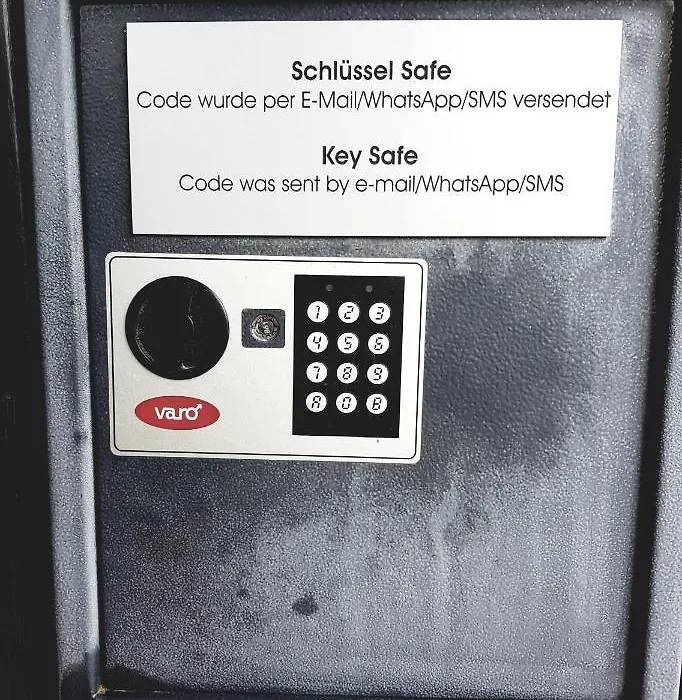 Schlüssel Safe
Code wurde per E-Mail/WhatsApp/SMS versendet
Key Safe
Code was sent by e-mail/WhatsApp/SMS
1 2 3
4 5 6
7 8 9
A 0 B
varo